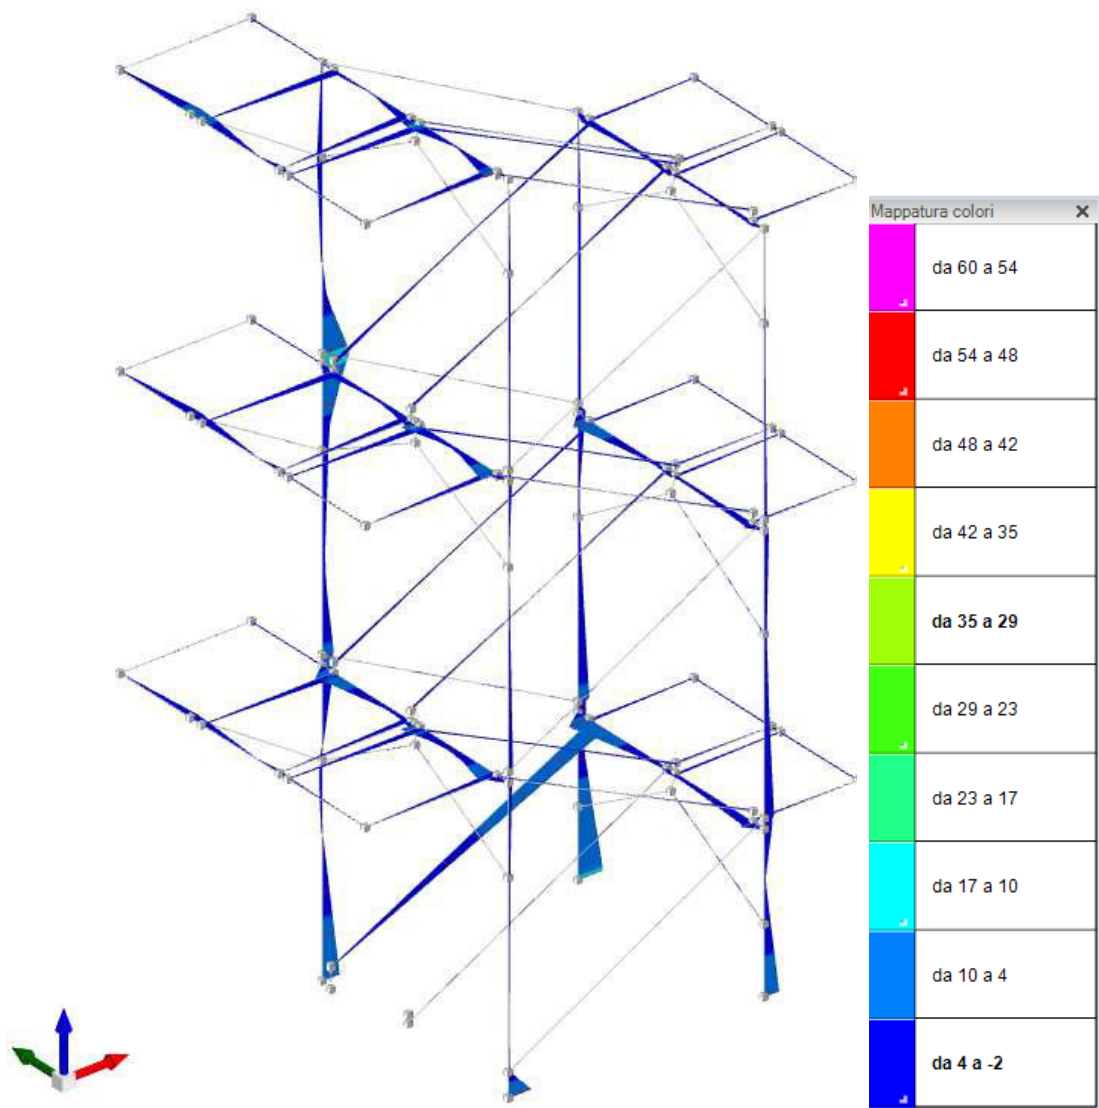 Mappatura colori
da 60 a 54
da 54 a 48
da 48 a 42
da 42 a 35
da 35 a 29
da 29 a 23
da 23 a 17
da 17 a 10
da 10 a 4
da 4 a -2